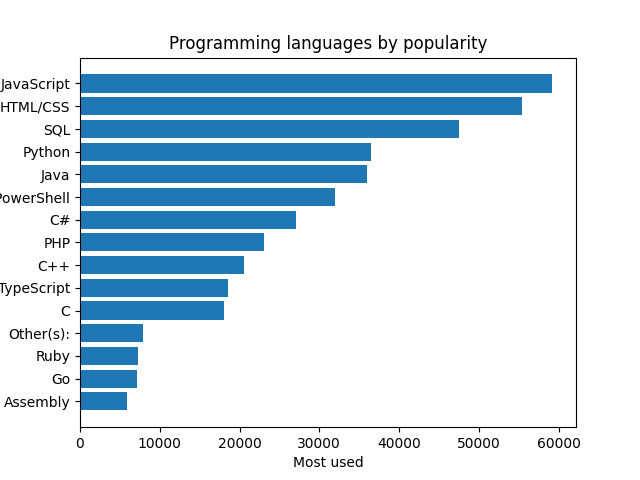 Programming languages by popularity
JavaScript
HTML/CSS
SQL
Python
Java
PowerShell
C#
PHP
C++
TypeScript
C
Other(s):
Ruby
Go
Assembly
0 10000 20000 30000 40000 50000 60000
Most used